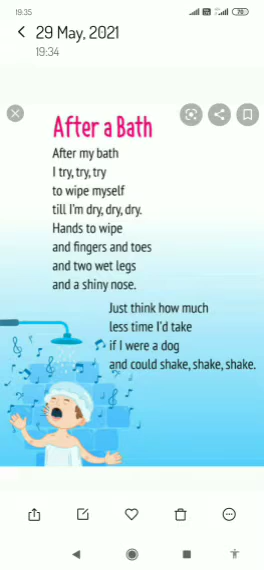 19:35
29 May, 2021
19:34
After a Bath
After my bath
I try, try, try
to wipe myself
till I'm dry, dry, dry.
Hands to wipe
and fingers and toes
and two wet legs
and a shiny nose.
Just think how much
less time I'd take
if I were a dog
and could shake, shake, shake.